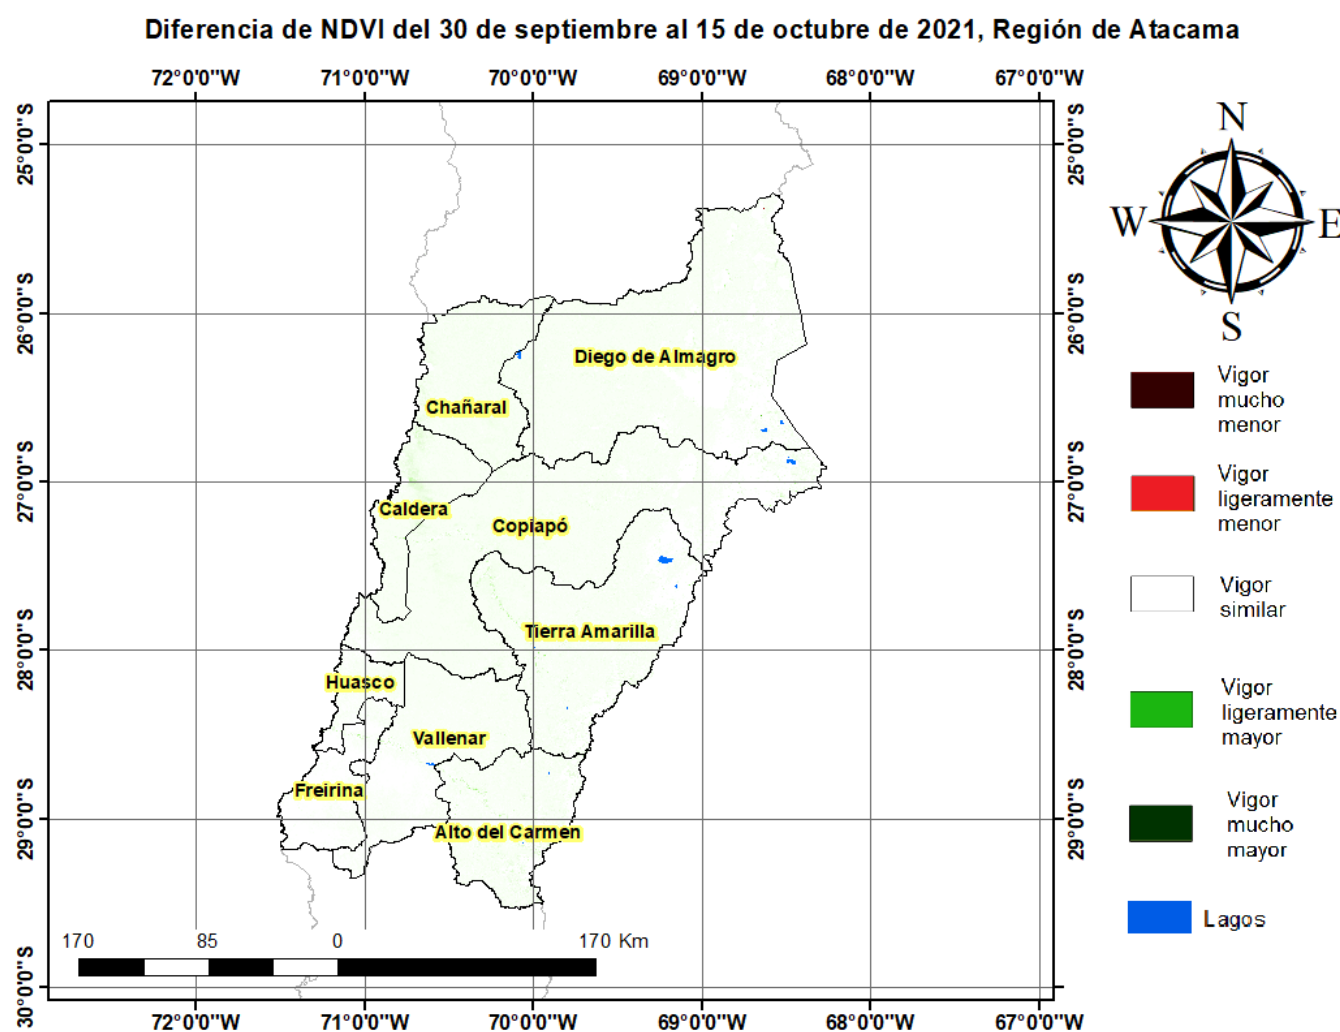 Diferencia de NDVI del 30 de septiembre al 15 de octubre de 2021, Región de Atacama
72°0'0"W 71°0'0"W 70°0'0"W 69°0'0"W 68°0'0"W 67°0'0"W
25°0'0"S
25°0'0"S
26°0'0"S
26°0'0"S
27°0'0"S
27°0'0"S
28°0'0"S
28°0'0"S
29°0'0"S
29°0'0"S
30°0'0"S
Diego de Almagro
Chañaral
Caldera
Copiapó
Tierra Amarilla
Huasco
Vallenar
Freirina
Alto del Carmen
170 85 0 170 Km
72°0'0"W 71°0'0"W 70°0'0"W 69°0'0"W 68°0'0"W 67°0'0"W
N
W E
S
Vigor
mucho
menor
Vigor
ligeramente
menor
Vigor
similar
Vigor
ligeramente
mayor
Vigor
mucho
mayor
Lagos